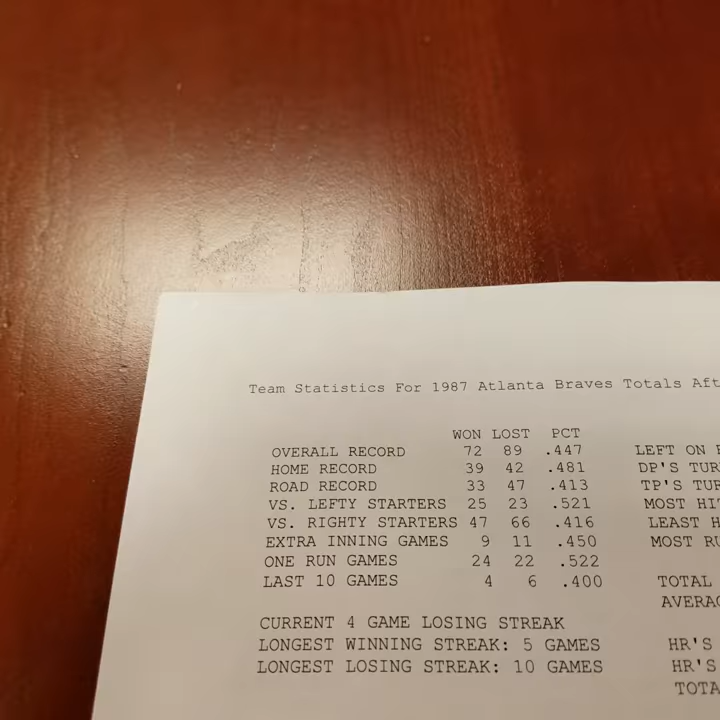 Team Statistics For 1987 Atlanta Braves Totals
WON LOST PCT
OVERALL RECORD 72 89 .447 LEFT ON
HOME RECORD 39 42 .481 DP'S
ROAD RECORD 33 47 .413 TP'S
VS. LEFTY STARTERS 25 23 .521 MOST
VS. RIGHTY STARTERS 47 66 .416 LEAST
EXTRA INNING GAMES 9 11 .450 MOST
ONE RUN GAMES 24 22 .522
LAST 10 GAMES 4 6 .400 TOTAL
CURRENT 4 GAME LOSING STREAK
LONGEST WINNING STREAK: 5 GAMES HR'S
LONGEST LOSING STREAK: 10 GAMES HR'S